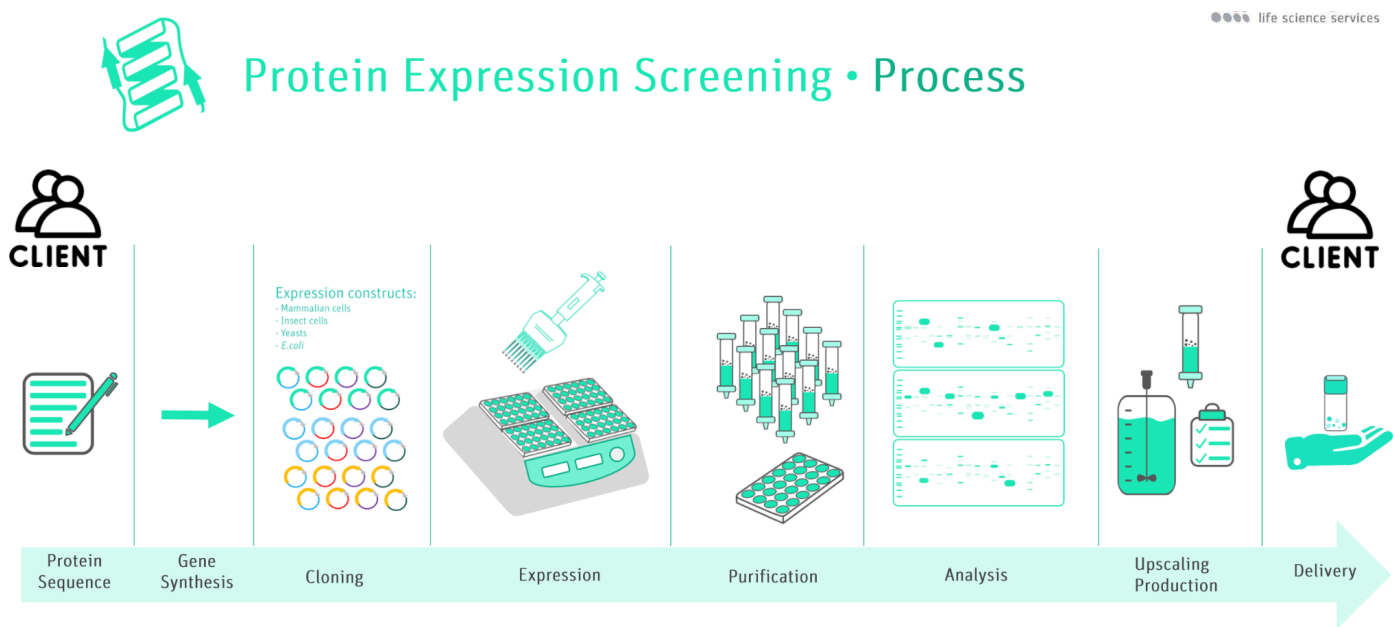 life science services
Protein Expression Screening • Process
CLIENT
CLIENT
Expression constructs:
- Mammalian cells
- Insect cells
- Yeasts
- E.coli
Protein
Sequence
Gene
Synthesis
Cloning
Expression
Purification
Analysis
Upscaling
Production
Delivery